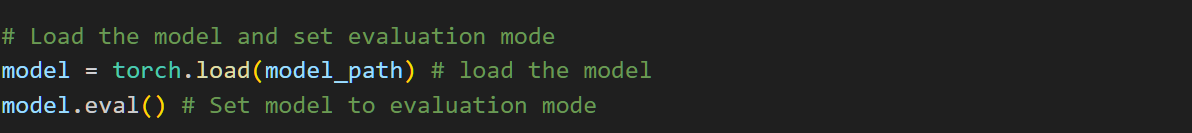 # Load the model and set evaluation mode
model = torch.load(model_path) # load the model
model.eval() # Set model to evaluation mode